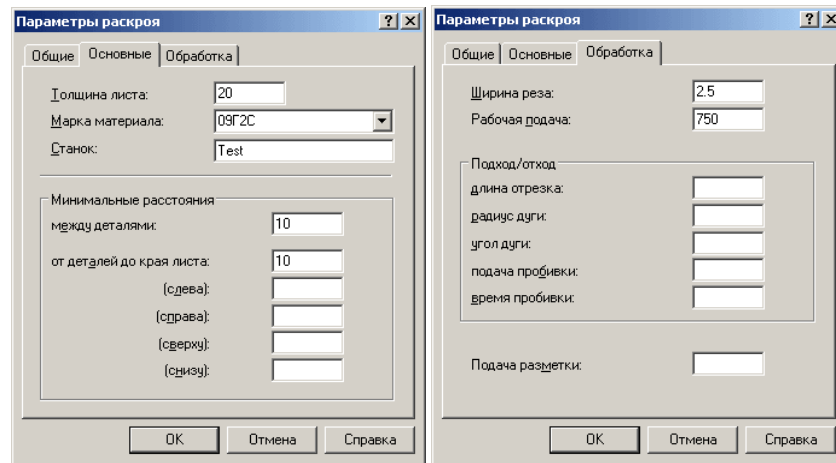 Параметры раскроя
Общие Основные Обработка
Толщина листа: 20
Марка материала: 09Г2С
Станок: Test
Минимальные расстояния
между деталями: 10
от деталей до края листа: 10
(слева):
(справа):
(сверху):
(снизу):
OK Отмена Справка
Параметры раскроя
Общие Основные Обработка
Ширина реза: 2.5
Рабочая подача: 750
Подход/отход
длина отрезка:
радиус дуги:
угол дуги:
подача пробивки:
время пробивки:
Подача разметки:
OK Отмена Справка